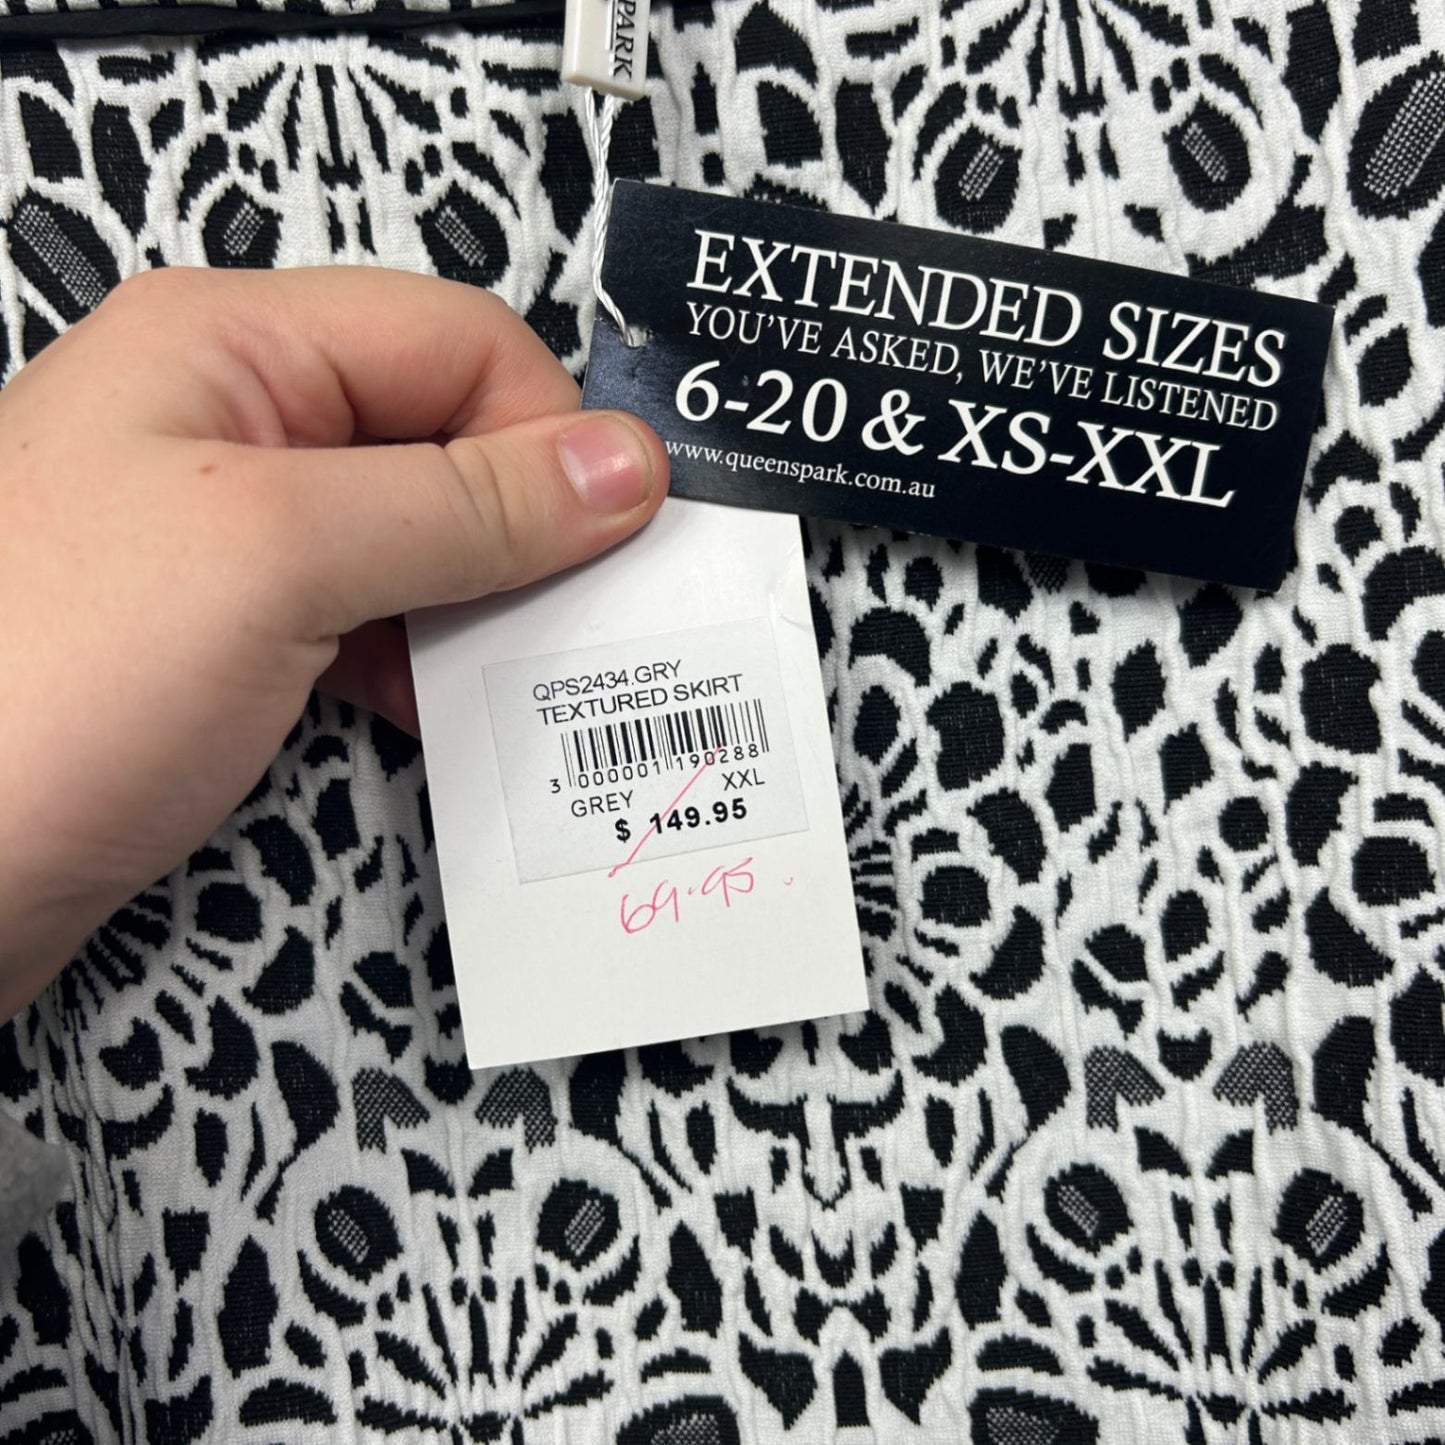 PARK
EXTENDED SIZES
YOU'VE ASKED, WE'VE LISTENED
6-20 & XS-XXL
www.queenspark.com.au
QPS2434.GRY
TEXTURED SKIRT
3 000001 190288
GREY XXL
$ 149.95
69.95